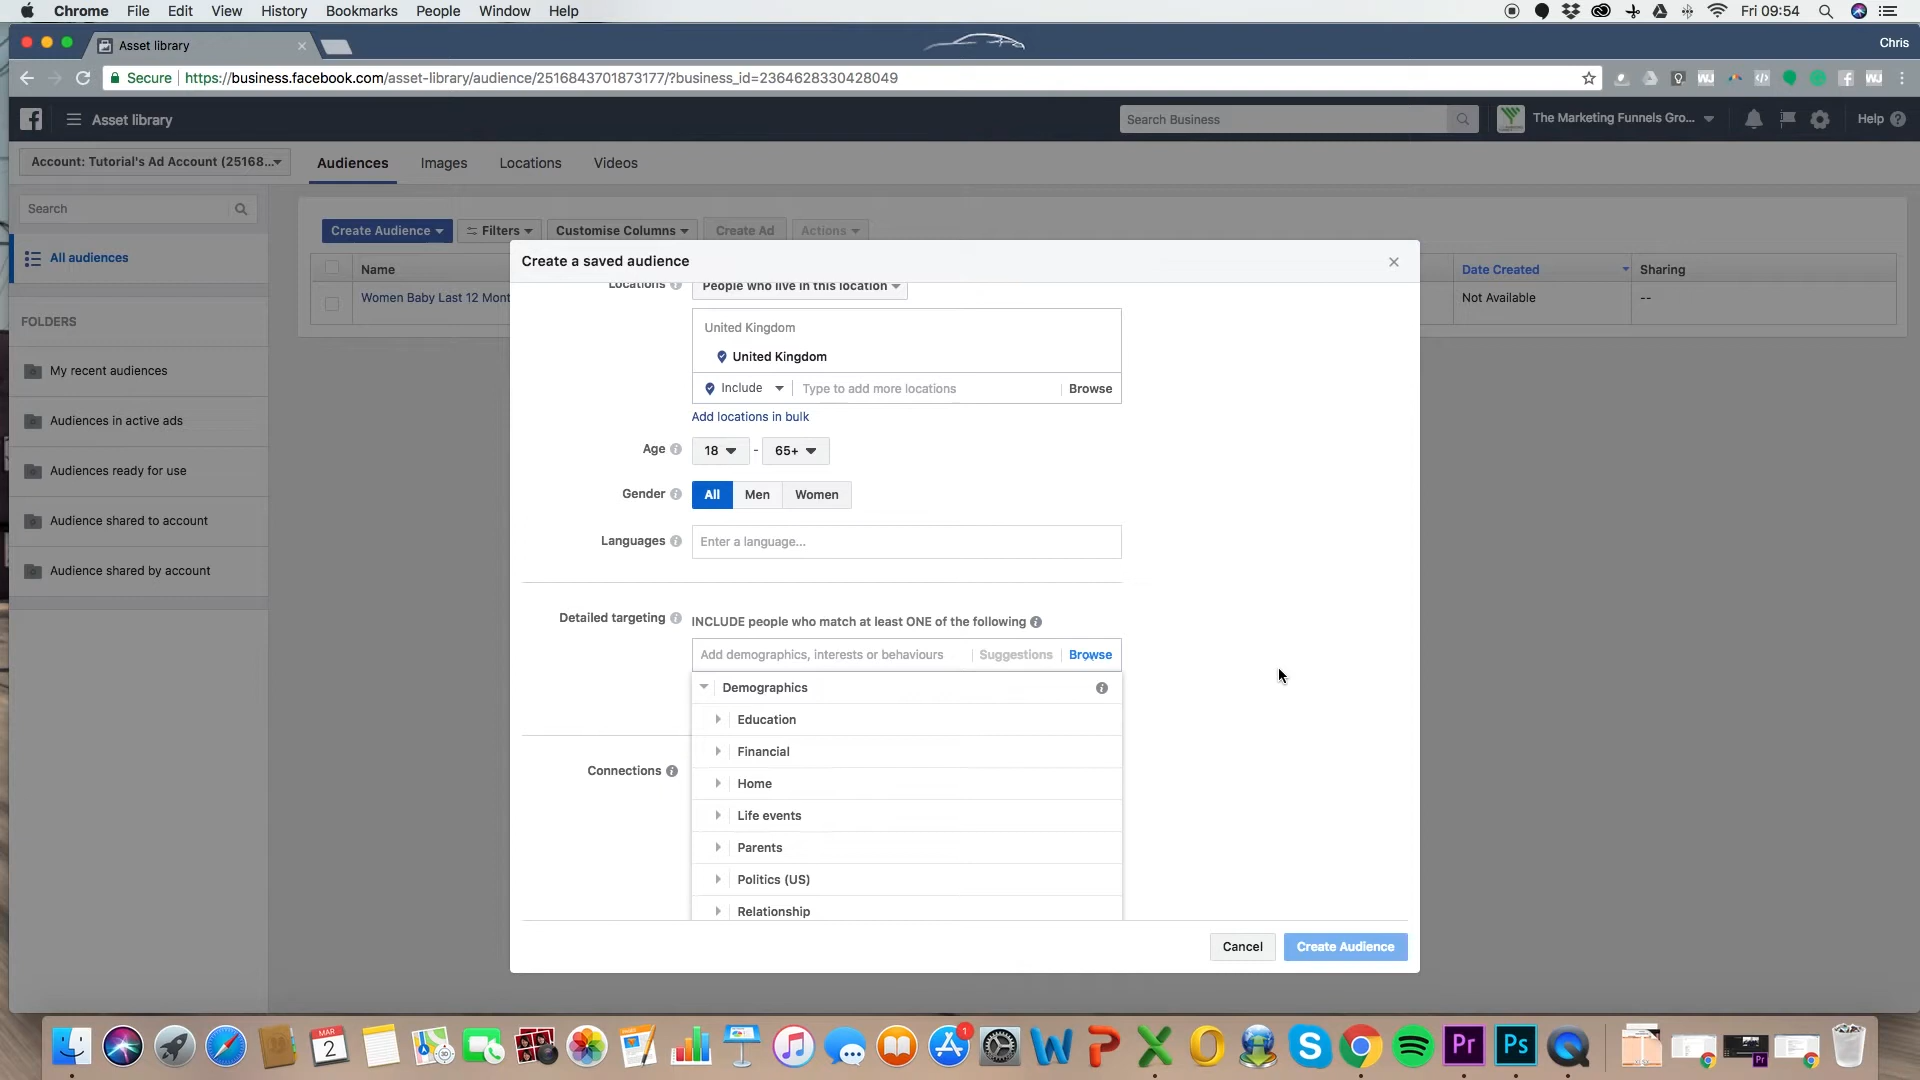 Chrome File Edit View History Bookmarks People Window Help Fri 09:54
Asset library Chris
Secure https://business.facebook.com/asset-library/audience/2516843701873177/?business_id=2364628330428049
Asset library Search Business The Marketing Funnels Gro... Help
Account: Tutorial's Ad Account (25168... Audiences Images Locations Videos
Search
Create Audience Filters Customise Columns Create Ad Actions
All audiences
Create a saved audience
Name Date Created Sharing
Women Baby Last 12 Mont Not Available --
FOLDERS
My recent audiences
Audiences in active ads
Audiences ready for use
Audience shared to account
Audience shared by account
Locations People who live in this location
United Kingdom
United Kingdom
Include Type to add more locations Browse
Add locations in bulk
Age 18 - 65+
Gender All Men Women
Languages Enter a language...
Detailed targeting INCLUDE people who match at least ONE of the following
Add demographics, interests or behaviours Suggestions Browse
Demographics
Education
Financial
Home
Life events
Connections
Parents
Politics (US)
Relationship
Cancel Create Audience
MAR
2
1
Pr
Ps